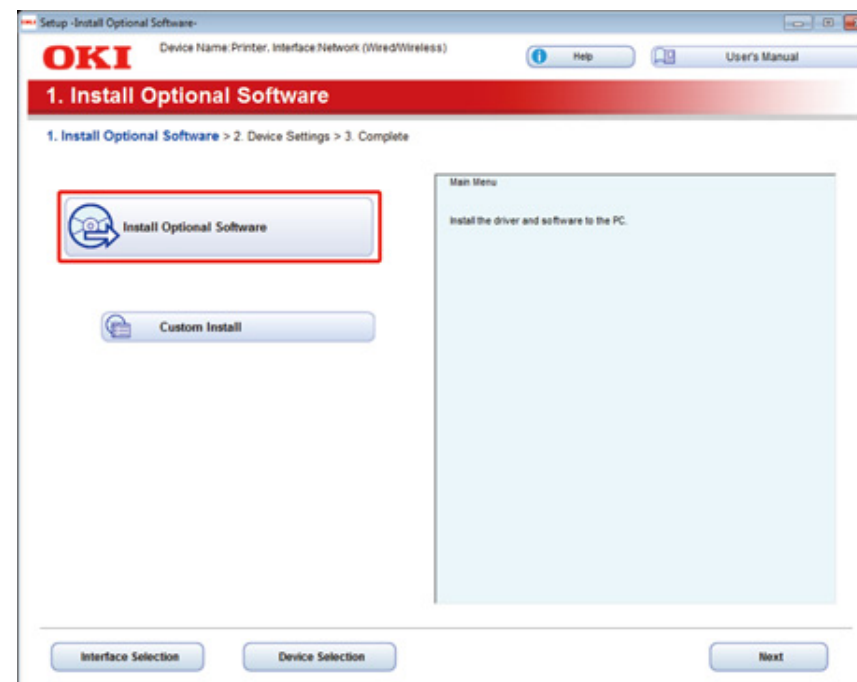 Setup -Install Optional Software-
OKI
Device Name:Printer, Interface:Network (Wired/Wireless)
Help
User's Manual
1. Install Optional Software
1. Install Optional Software > 2. Device Settings > 3. Complete
Main Menu
Install the driver and software to the PC.
Install Optional Software
Custom Install
Interface Selection
Device Selection
Next